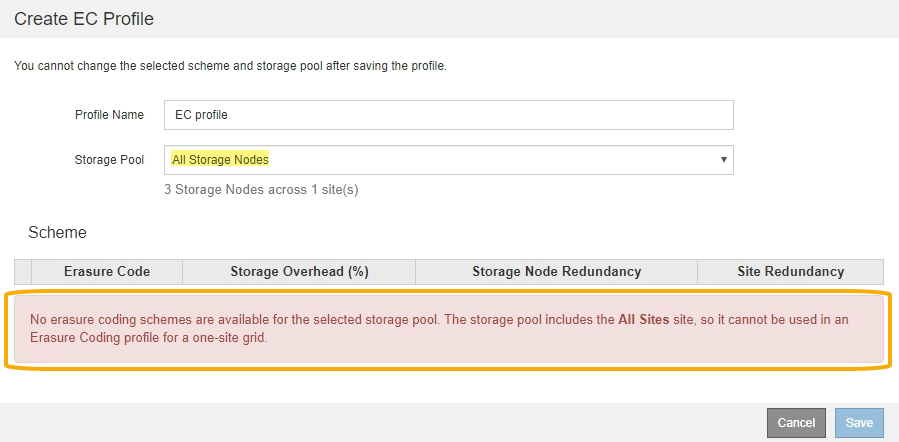 Create EC Profile
You cannot change the selected scheme and storage pool after saving the profile.
Profile Name EC profile
Storage Pool All Storage Nodes ▼
3 Storage Nodes across 1 site(s)
Scheme
Erasure Code Storage Overhead (%) Storage Node Redundancy Site Redundancy
No erasure coding schemes are available for the selected storage pool. The storage pool includes the All Sites site, so it cannot be used in an
Erasure Coding profile for a one-site grid.
Cancel Save